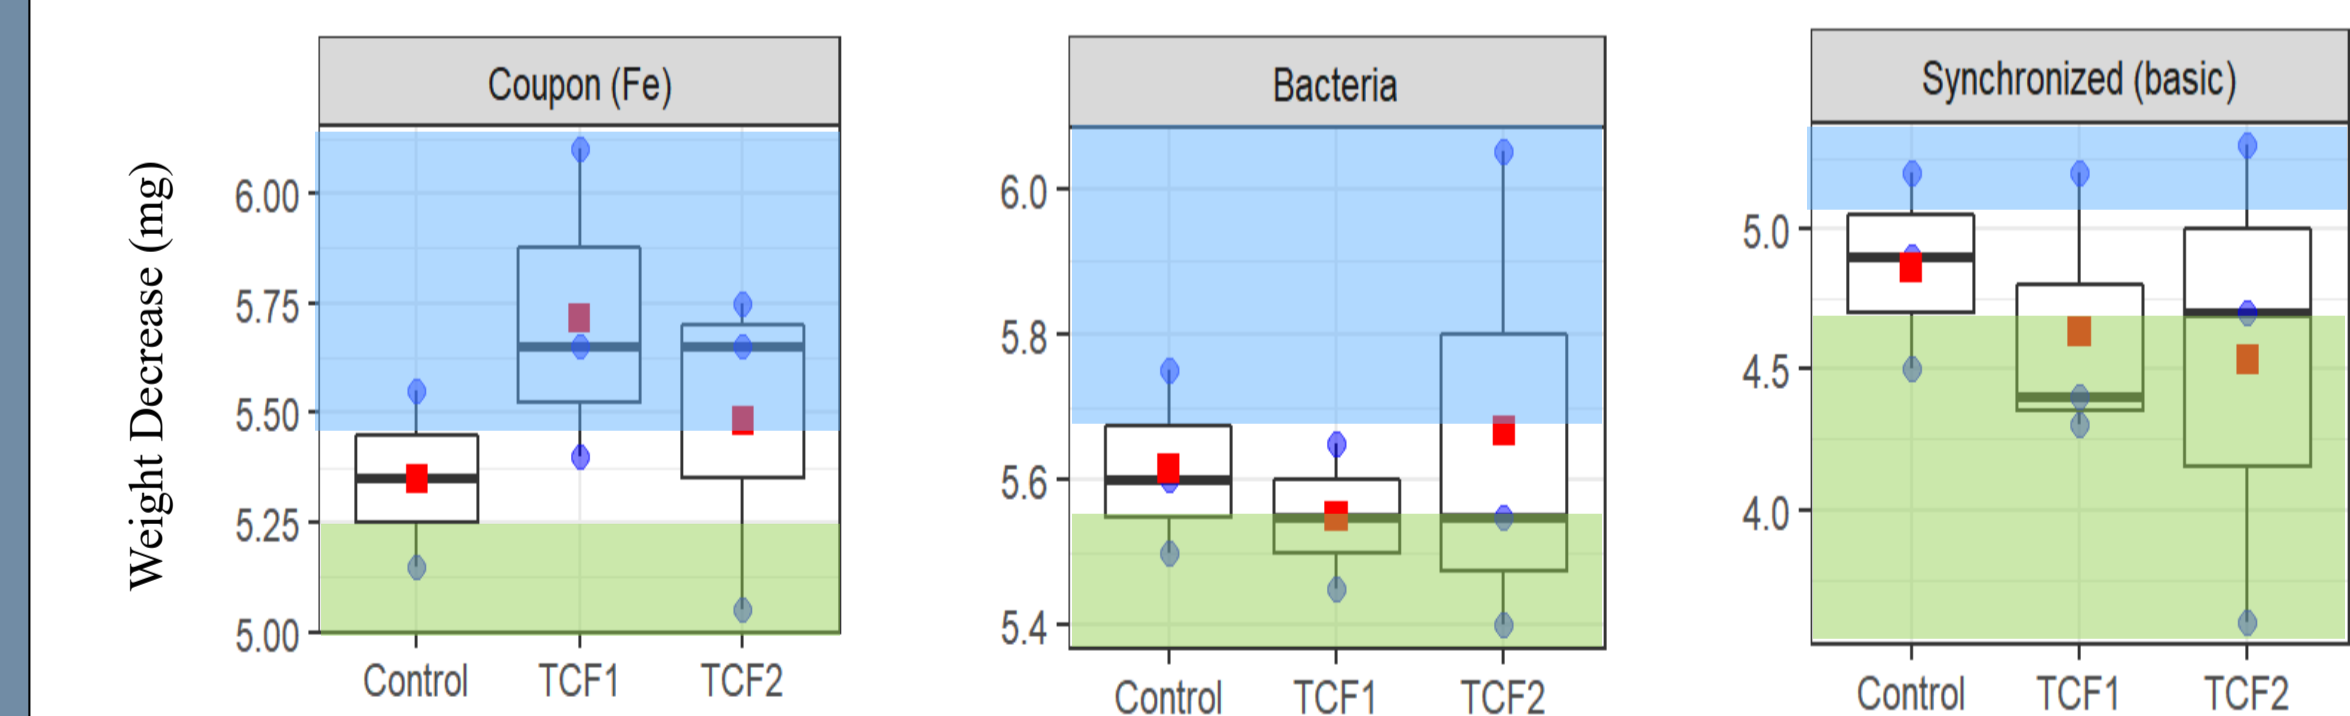 Coupon (Fe)
Weight Decrease (mg)
6.00
5.75
5.50
5.25
5.00
Control TCF1 TCF2
Bacteria
6.0
5.8
5.6
5.4
Control TCF1 TCF2
Synchronized (basic)
5.0
4.5
4.0
Control TCF1 TCF2